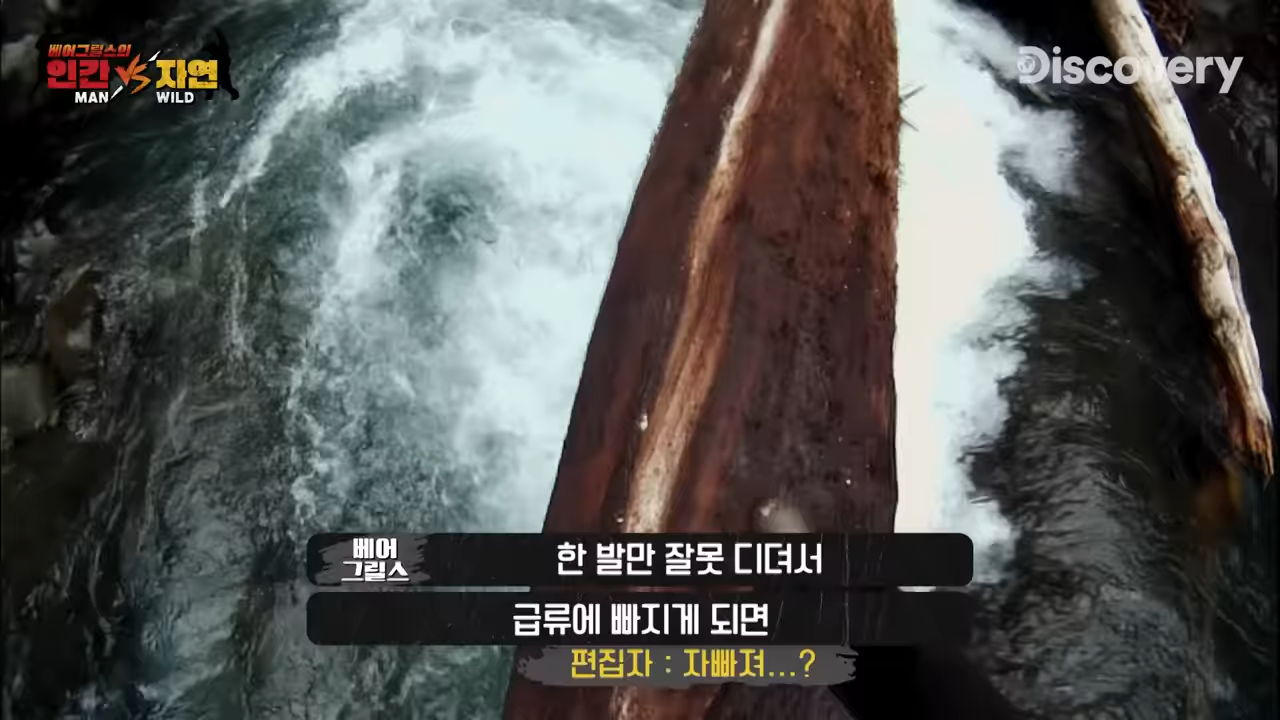 베어그릴스의
인간 VS 자연
MAN WILD
Discovery
베어
그릴스
한 발만 잘못 디뎌서
급류에 빠지게 되면
편집자 : 자빠져...?